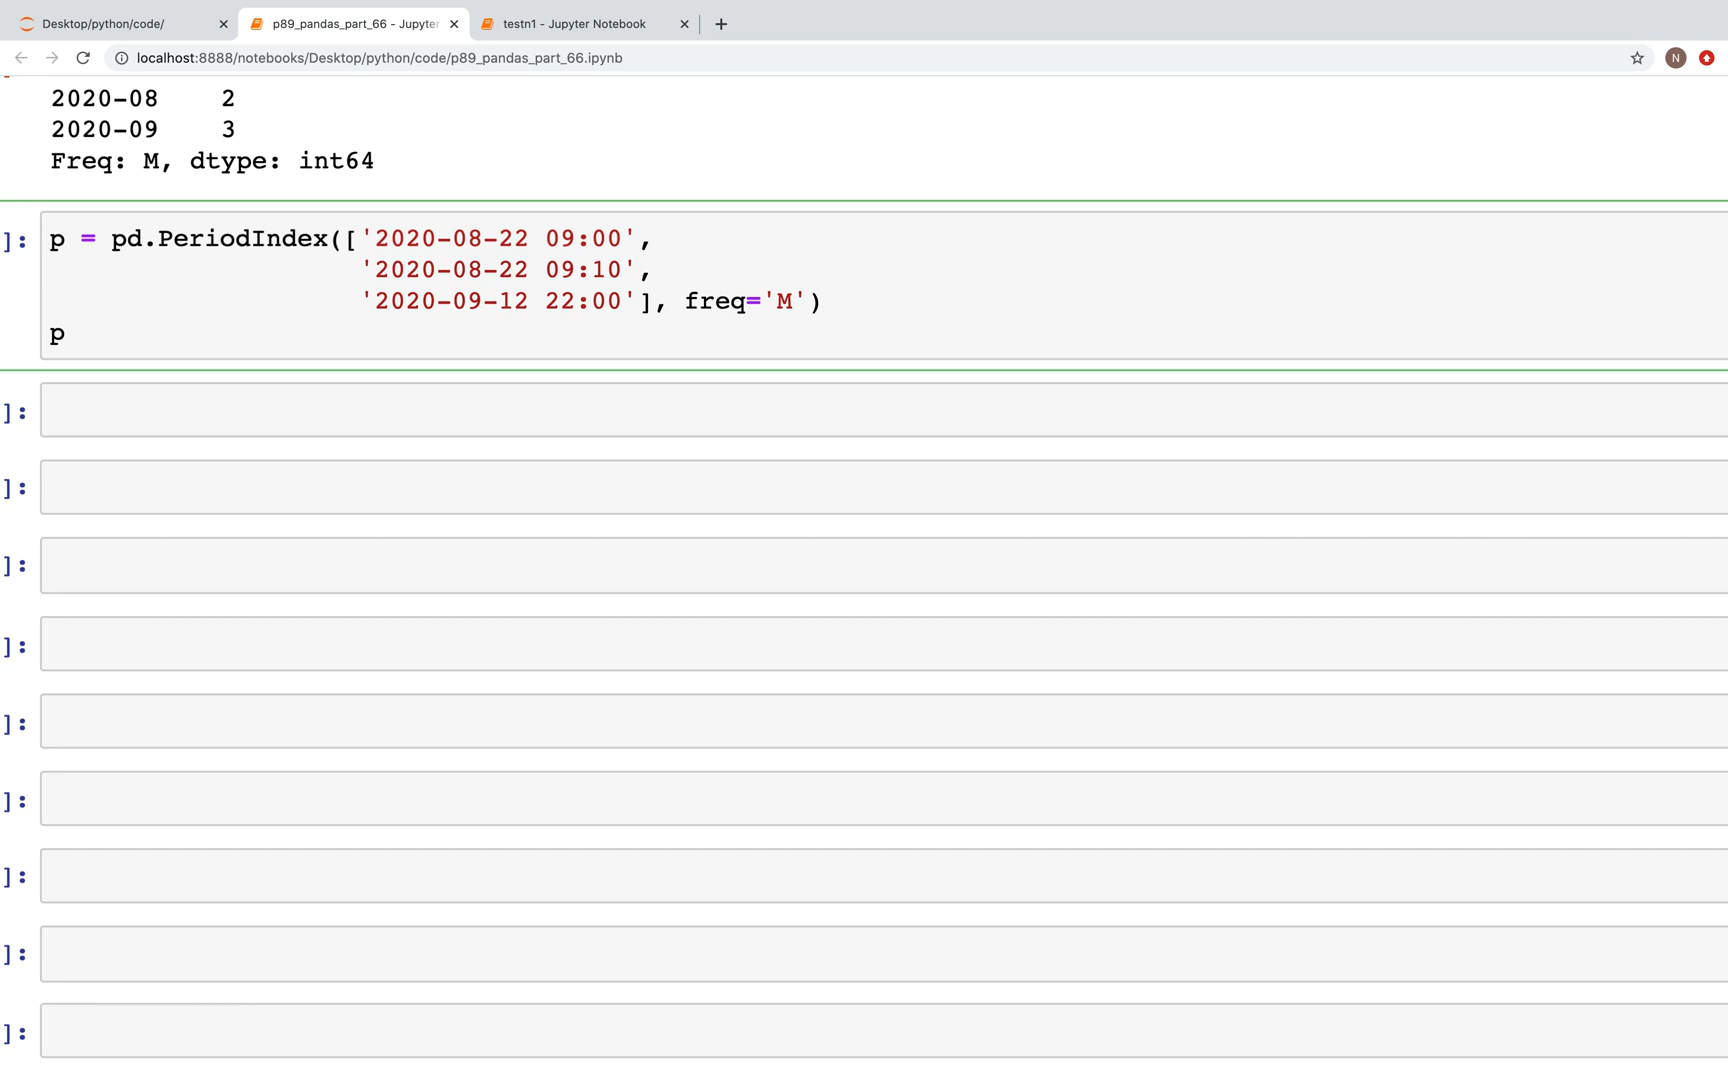 Desktop/python/code/
p89_pandas_part_66 - Jupyter
testn1 - Jupyter Notebook
localhost:8888/notebooks/Desktop/python/code/p89_pandas_part_66.ipynb
N
2020-08    2
2020-09    3
Freq: M, dtype: int64
]: p = pd.PeriodIndex(['2020-08-22 09:00',
                    '2020-08-22 09:10',
                    '2020-09-12 22:00'], freq='M')
p
]:
]:
]:
]:
]:
]:
]:
]:
]: